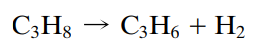 C₃H₈ → C₃H₆ + H₂